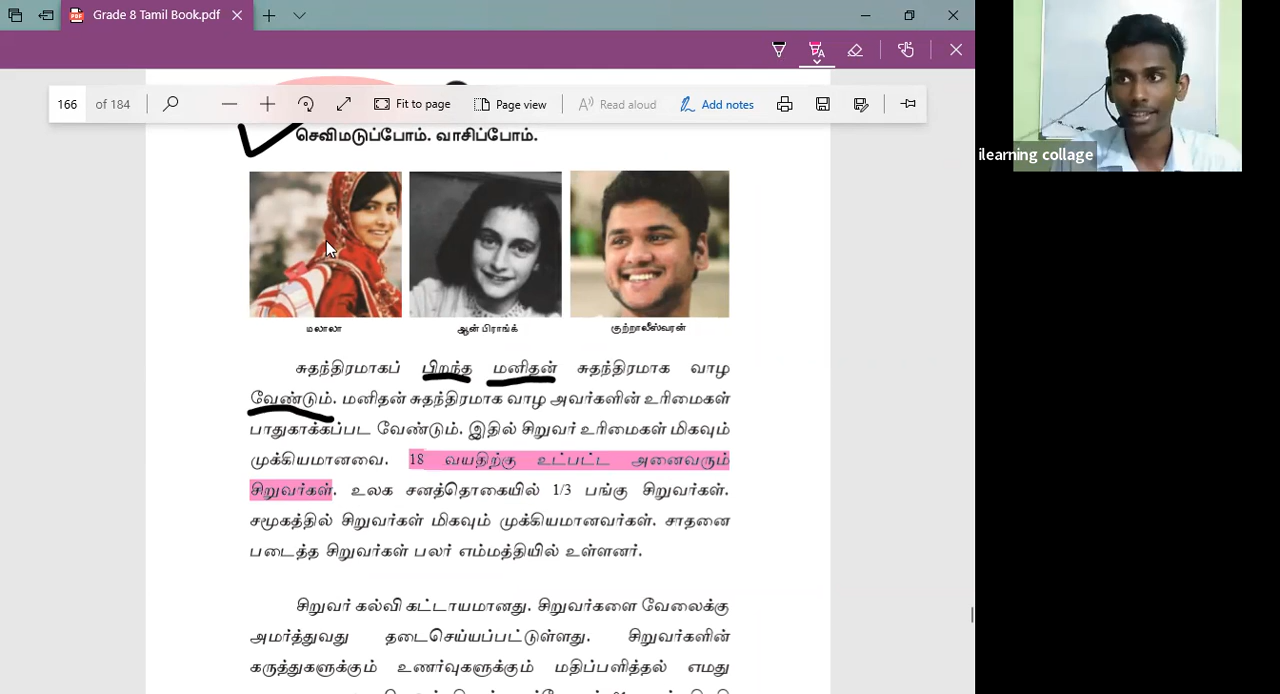 Grade 8 Tamil Book.pdf
166 of 184
Fit to page
Page view
Read aloud
Add notes
ilearning collage
செவிமடுப்போம். வாசிப்போம்.
மலாலா
ஆன் பிராங்க்
குற்றாலீஸ்வரன்
சுதந்திரமாகப் பிறந்த மனிதன் சுதந்திரமாக வாழ
வேண்டும். மனிதன் சுதந்திரமாக வாழ அவர்களின் உரிமைகள்
பாதுகாக்கப்பட வேண்டும். இதில் சிறுவர் உரிமைகள் மிகவும்
முக்கியமானவை. 18 வயதிற்கு உட்பட்ட அனைவரும்
சிறுவர்கள். உலக சனத்தொகையில் 1/3 பங்கு சிறுவர்கள்.
சமூகத்தில் சிறுவர்கள் மிகவும் முக்கியமானவர்கள். சாதனை
படைத்த சிறுவர்கள் பலர் எம்மத்தியில் உள்ளனர்.
சிறுவர் கல்வி கட்டாயமானது. சிறுவர்களை வேலைக்கு
அமர்த்துவது தடைசெய்யப்பட்டுள்ளது. சிறுவர்களின்
கருத்துகளுக்கும் உணர்வுகளுக்கும் மதிப்பளித்தல் எமது